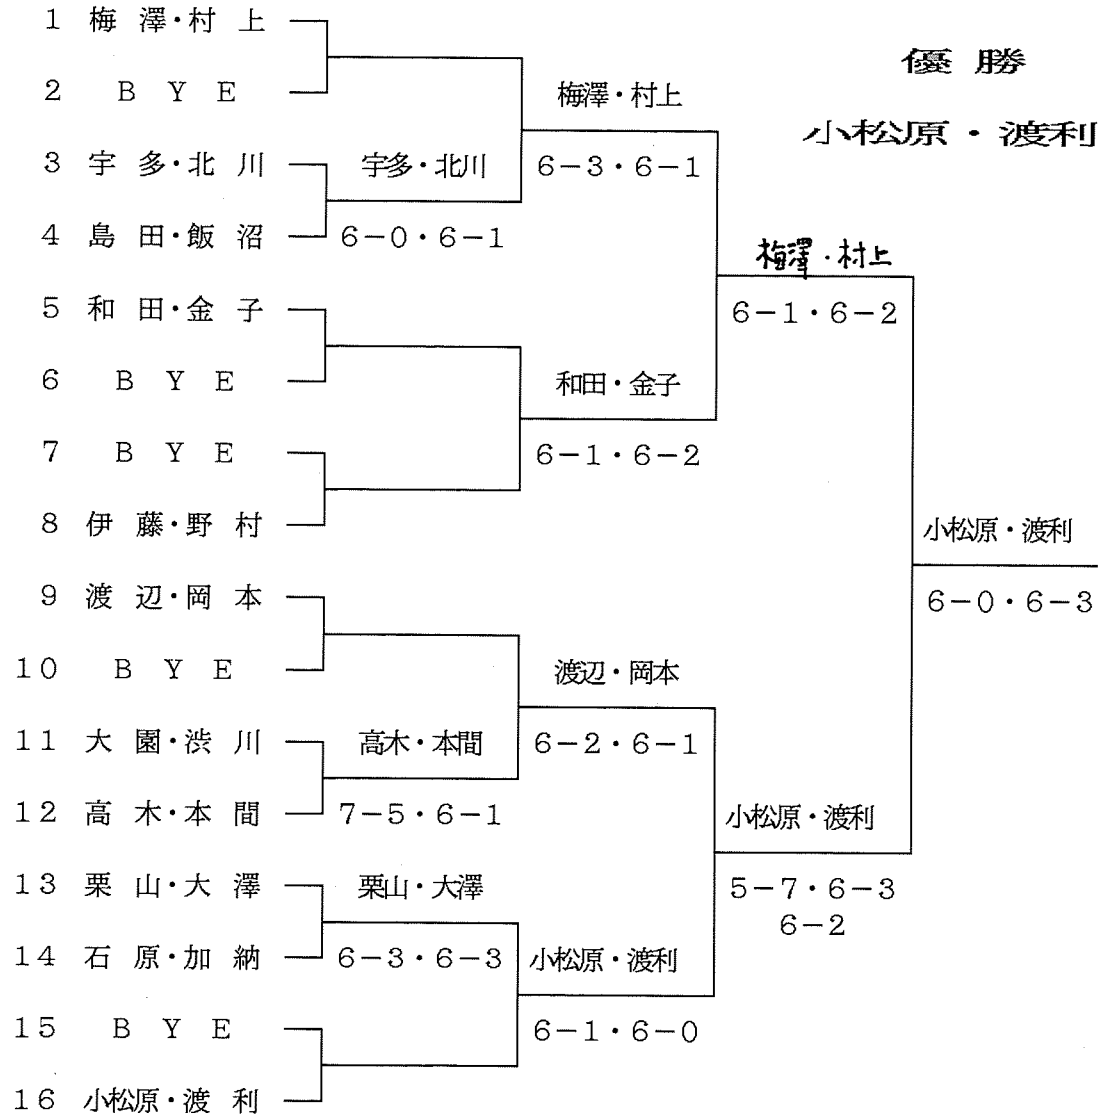 優 勝
小松原・渡利
1 梅 澤・村 上
2 B Y E
3 宇 多・北 川
4 島 田・飯 沼
5 和 田・金 子
6 B Y E
7 B Y E
8 伊 藤・野 村
9 渡 辺・岡 本
10 B Y E
11 大 園・渋 川
12 高 木・本 間
13 栗 山・大 澤
14 石 原・加 納
15 B Y E
16 小松原・渡 利
宇多・北川
6-0・6-1
高木・本間
7-5・6-1
栗山・大澤
6-3・6-3
梅澤・村上
6-3・6-1
和田・金子
6-1・6-2
渡辺・岡本
6-2・6-1
小松原・渡利
6-1・6-0
梅澤・村上
6-1・6-2
小松原・渡利
5-7・6-3
6-2
小松原・渡利
6-0・6-3